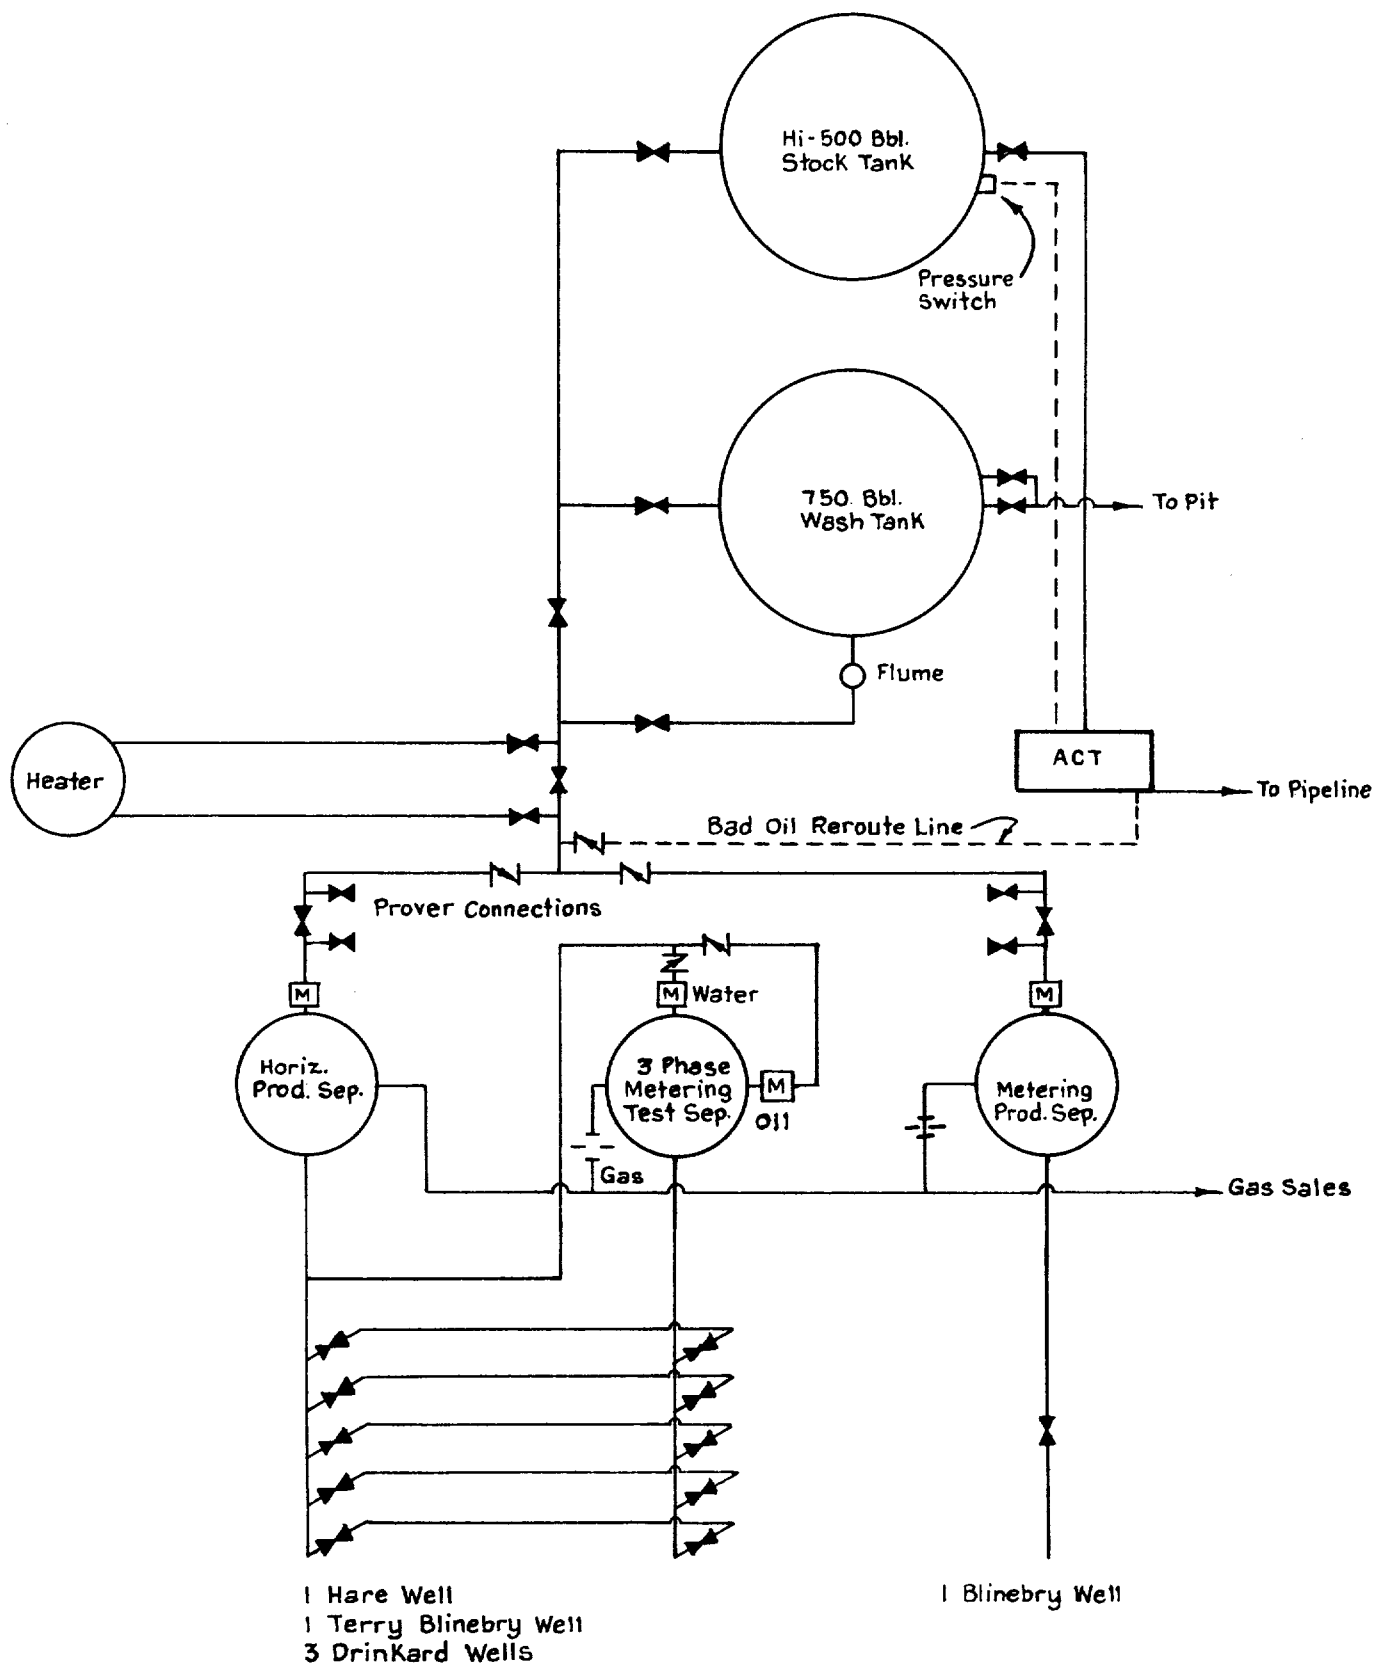 Hi-500 Bbl.
Stock Tank
Pressure
Switch
750 Bbl.
Wash Tank
To Pit
Flume
Heater
ACT
To Pipeline
Bad Oil Reroute Line
Prover Connections
M
M
Water
M
Horiz.
Prod. Sep.
3 Phase
Metering
Test Sep.
M
Oil
Metering
Prod. Sep.
Gas
Gas Sales
1 Hare Well
1 Terry Blinebry Well
3 Drinkard Wells
1 Blinebry Well